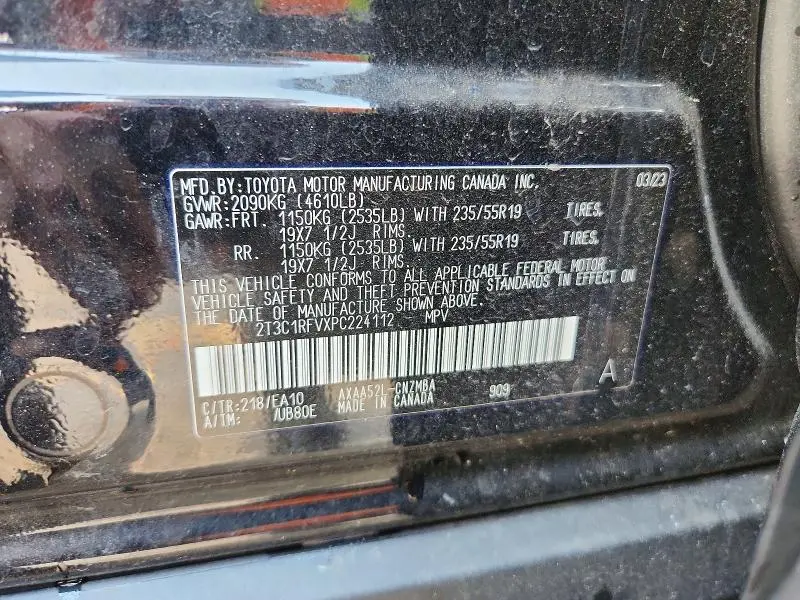 MFD.BY:TOYOTA MOTOR MANUFACTURING CANADA INC. 03/23
GVWR:2090KG (4610LB)
GAWR:FRT. 1150KG (2535LB) WITH 235/55R19 TIRES.
19X7 1/2J RIMS.
RR. 1150KG (2535LB) WITH 235/55R19 TIRES.
19X7 1/2J RIMS.
THIS VEHICLE CONFORMS TO ALL APPLICABLE FEDERAL MOTOR
VEHICLE SAFETY AND THEFT PREVENTION STANDARDS IN EFFECT ON
THE DATE OF MANUFACTURE SHOWN ABOVE.
2T3C1RFVXPC224112 MPV
C/TR:218/EA10 AXAA52L-CNZMBA 909 A
A/TM: /UB80E MADE IN CANADA